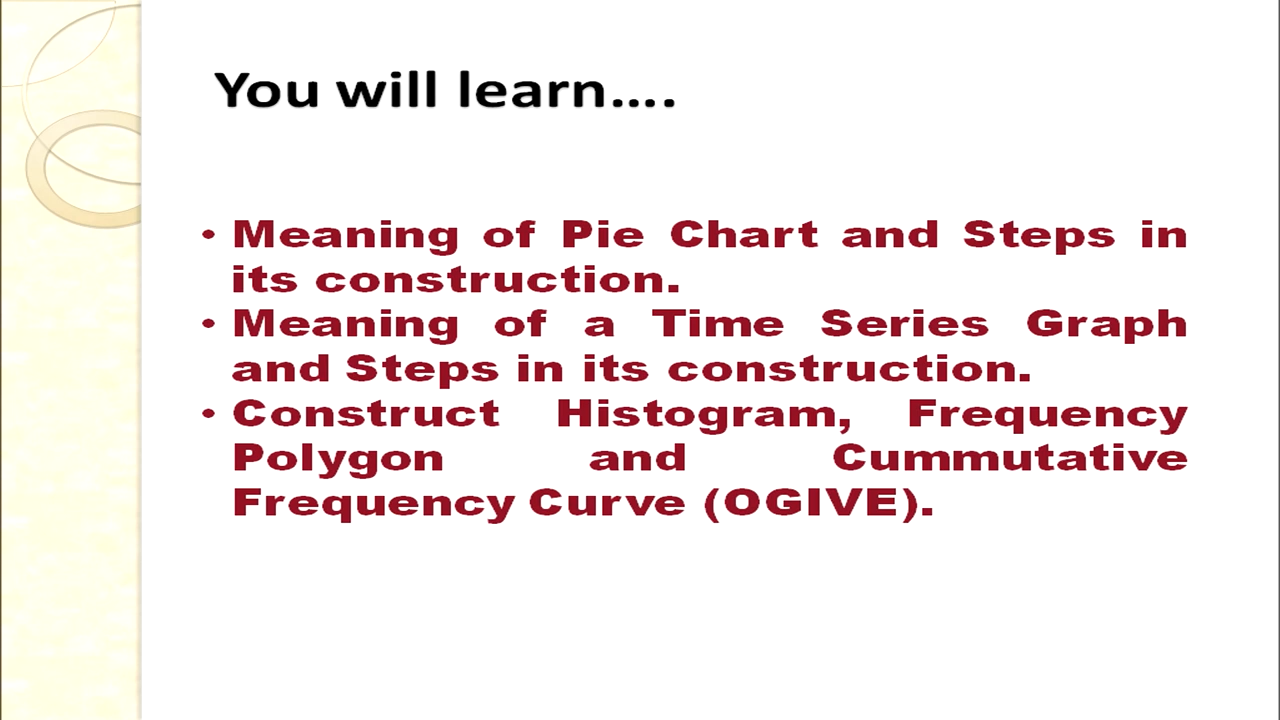 You will learn....
• Meaning of Pie Chart and Steps in
its construction.
• Meaning of a Time Series Graph
and Steps in its construction.
• Construct Histogram, Frequency
Polygon and Cummutative
Frequency Curve (OGIVE).